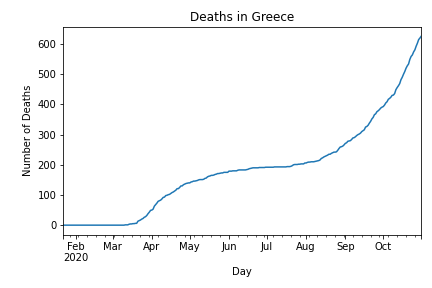 Deaths in Greece
Number of Deaths
600
500
400
300
200
100
0
Feb Mar Apr May Jun Jul Aug Sep Oct
2020
Day